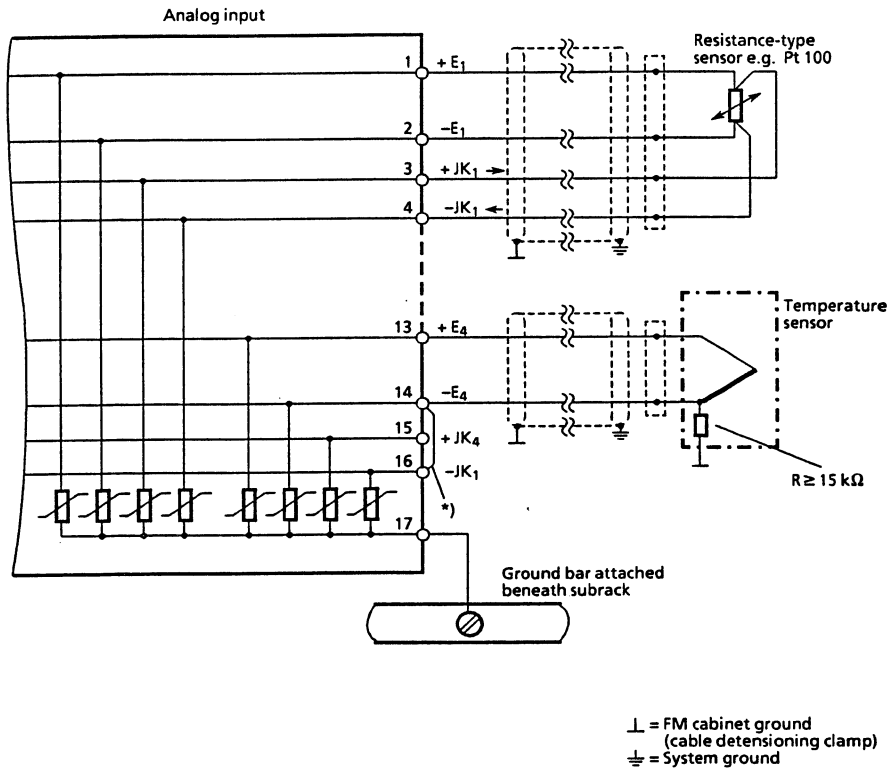 Analog input
Resistance-type
sensor e.g. Pt 100
1 + E1
2 −E1
3 + JK1
4 −JK1
Temperature
sensor
13 + E4
14 −E4
15 + JK4
16 −JK1
*)
R ≥ 15 kΩ
17
Ground bar attached
beneath subrack
= FM cabinet ground
(cable detensioning clamp)
= System ground